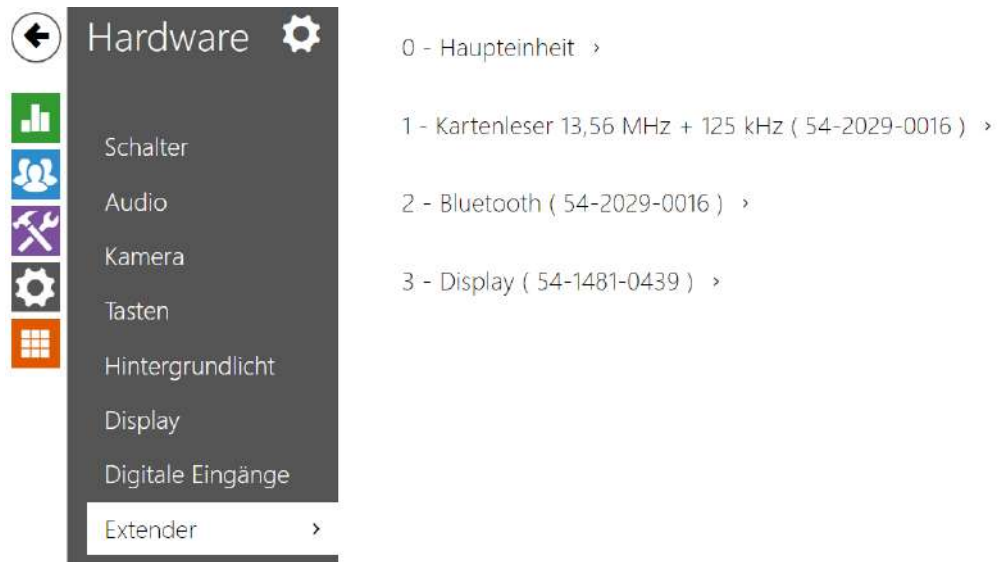 Hardware
Schalter
Audio
Kamera
Tasten
Hintergrundlicht
Display
Digitale Eingänge
Extender
0 - Haupteinheit
1 - Kartenleser 13,56 MHz + 125 kHz ( 54-2029-0016 )
2 - Bluetooth ( 54-2029-0016 )
3 - Display ( 54-1481-0439 )